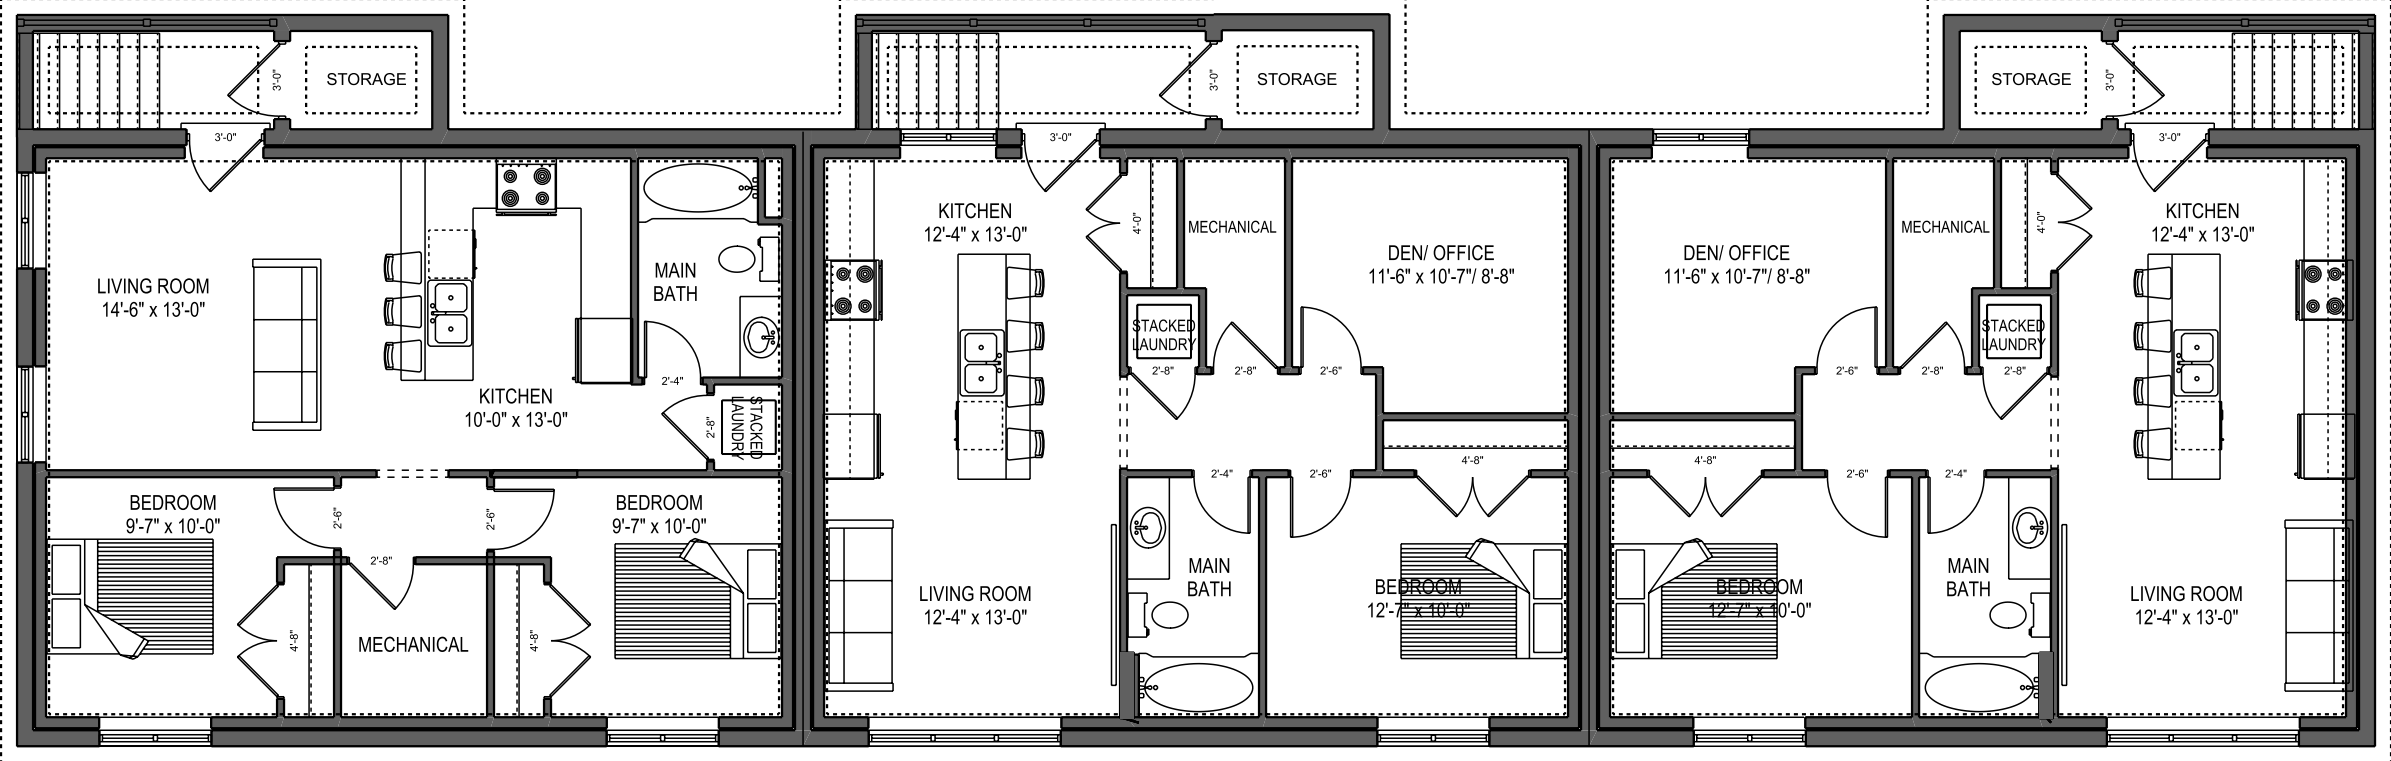 3'-0"
STORAGE
3'-0"
LIVING ROOM
14'-6" x 13'-0"
KITCHEN
10'-0" x 13'-0"
MAIN
BATH
2'-4"
2'-8"
STACKED
LAUNDRY
BEDROOM
9'-7" x 10'-0"
2'-6"
2'-6"
BEDROOM
9'-7" x 10'-0"
2'-8"
4'-8"
MECHANICAL
4'-8"
3'-0"
STORAGE
3'-0"
KITCHEN
12'-4" x 13'-0"
4'-0"
MECHANICAL
DEN/ OFFICE
11'-6" x 10'-7"/ 8'-8"
STACKED
LAUNDRY
2'-8"
2'-8"
2'-6"
2'-4"
2'-6"
4'-8"
LIVING ROOM
12'-4" x 13'-0"
MAIN
BATH
BEDROOM
12'-7" x 10'-0"
STORAGE
3'-0"
3'-0"
DEN/ OFFICE
11'-6" x 10'-7"/ 8'-8"
MECHANICAL
4'-0"
KITCHEN
12'-4" x 13'-0"
STACKED
LAUNDRY
2'-6"
2'-8"
2'-8"
4'-8"
2'-6"
2'-4"
BEDROOM
12'-7" x 10'-0"
MAIN
BATH
LIVING ROOM
12'-4" x 13'-0"